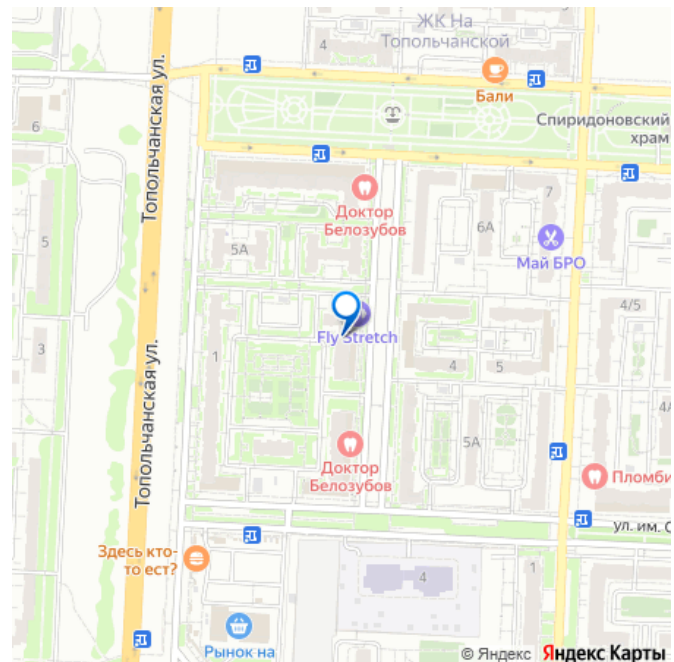 ЖК На
Топольчанской
4
Бали
Спиридоновский
храм
6
Топольчанская ул.
7
Доктор
Белозубов
6А
5
5А
Май БРО
4/5
Fly Stretch
3
1
4
5
5А
Топольчанская ул.
Доктор
Белозубов
Пломби
ул. им. С
Здесь кто-
то ест?
4
1
Рынок на
© Яндекс Яндекс Карты